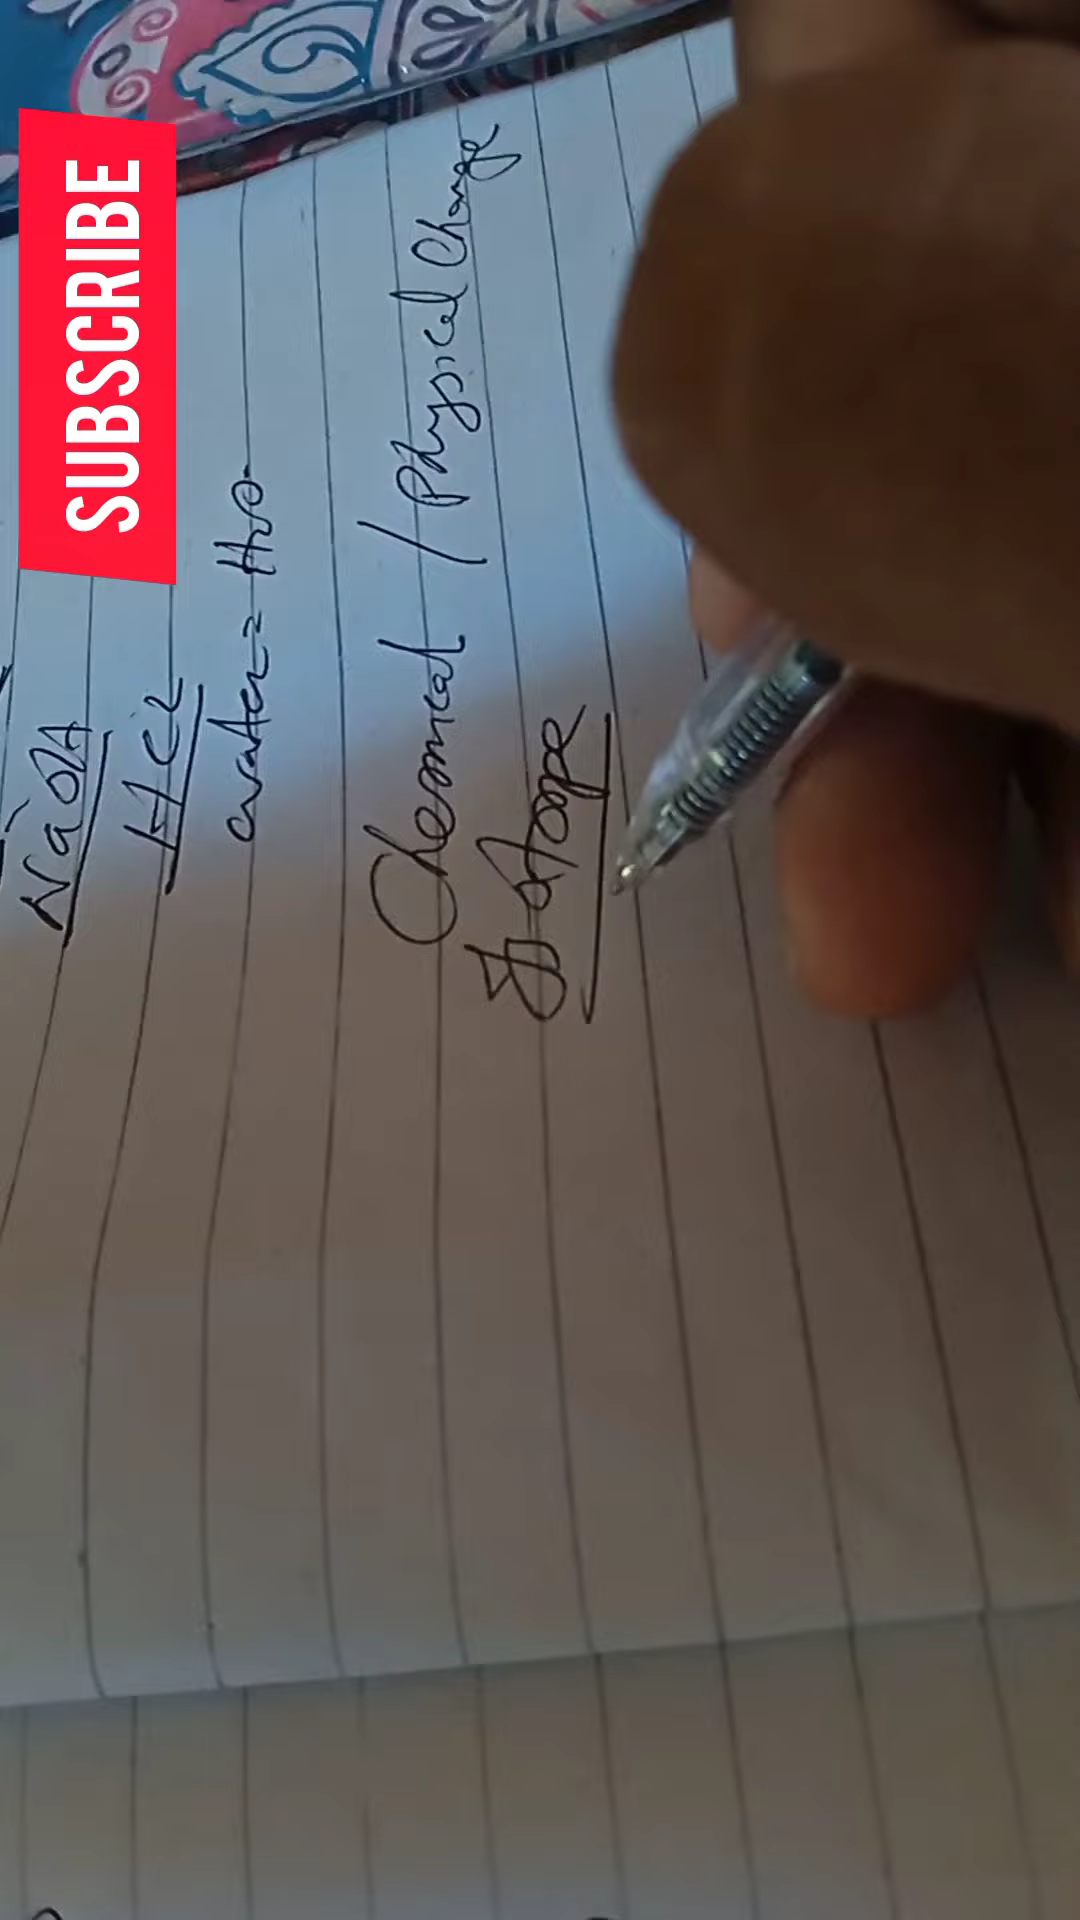 SUBSCRIBE
NaOH
HCL
water = H2O
Chemical / Physical Change